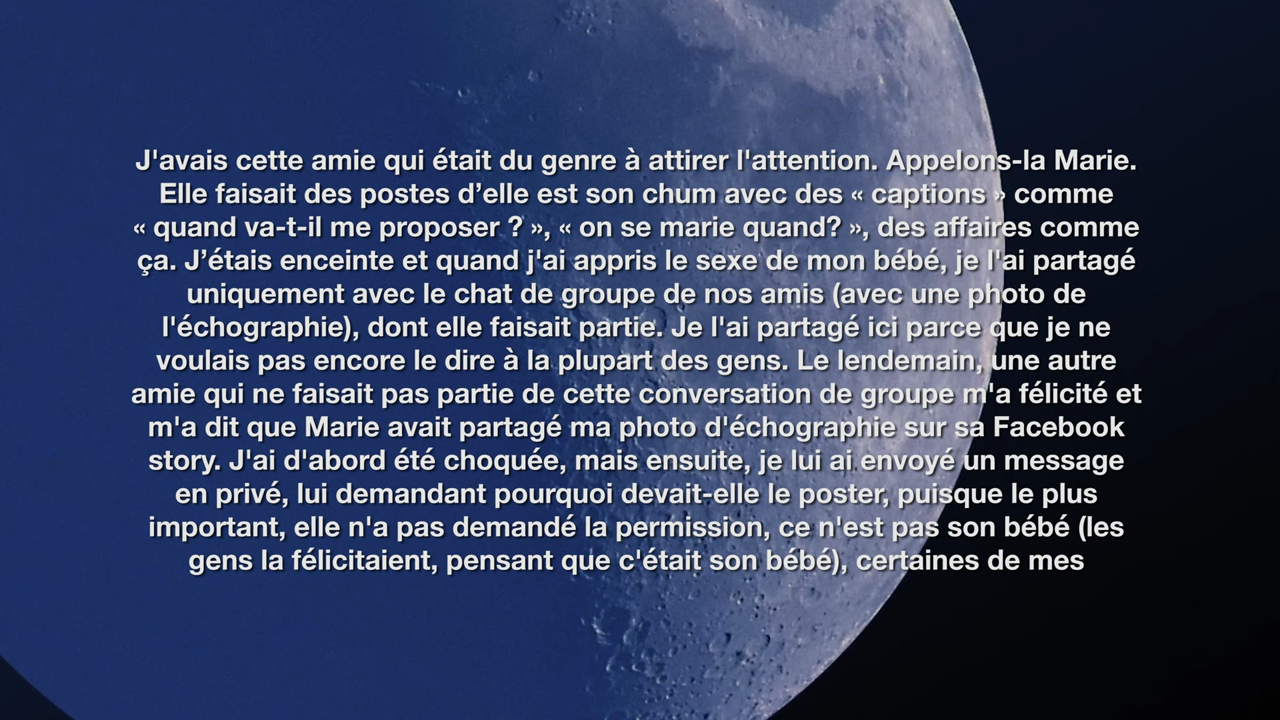 J'avais cette amie qui était du genre à attirer l'attention. Appelons-la Marie.
Elle faisait des postes d’elle est son chum avec des « captions » comme
« quand va-t-il me proposer ? », « on se marie quand? », des affaires comme
ça. J’étais enceinte et quand j'ai appris le sexe de mon bébé, je l'ai partagé
uniquement avec le chat de groupe de nos amis (avec une photo de
l'échographie), dont elle faisait partie. Je l'ai partagé ici parce que je ne
voulais pas encore le dire à la plupart des gens. Le lendemain, une autre
amie qui ne faisait pas partie de cette conversation de groupe m'a félicité et
m'a dit que Marie avait partagé ma photo d'échographie sur sa Facebook
story. J'ai d'abord été choquée, mais ensuite, je lui ai envoyé un message
en privé, lui demandant pourquoi devait-elle le poster, puisque le plus
important, elle n'a pas demandé la permission, ce n'est pas son bébé (les
gens la félicitaient, pensant que c'était son bébé), certaines de mes